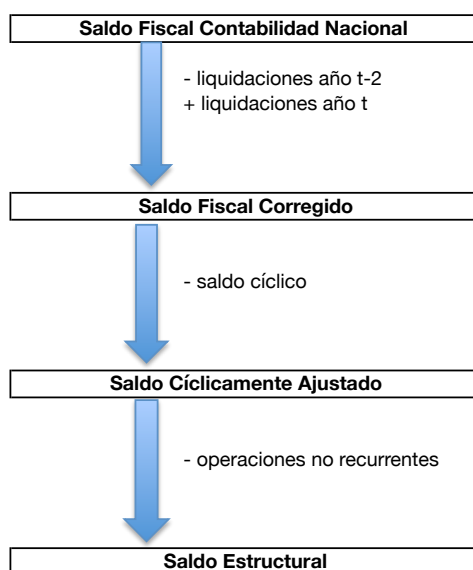 Saldo Fiscal Contabilidad Nacional
- liquidaciones año t-2
+ liquidaciones año t
Saldo Fiscal Corregido
- saldo cíclico
Saldo Cíclicamente Ajustado
- operaciones no recurrentes
Saldo Estructural